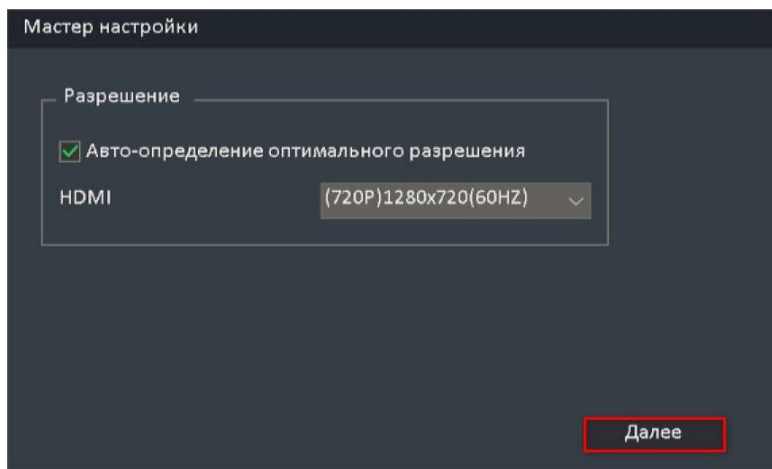 Мастер настройки
Разрешение
Авто-определение оптимального разрешения
HDMI (720P)1280x720(60HZ)
Далее